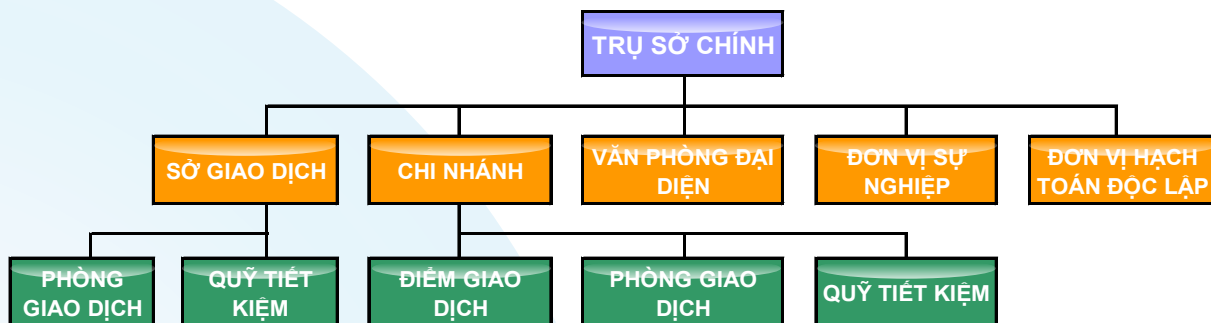 TRỤ SỞ CHÍNH
SỞ GIAO DỊCH
CHI NHÁNH
VĂN PHÒNG ĐẠI
DIỆN
ĐƠN VỊ SỰ
NGHIỆP
ĐƠN VỊ HẠCH
TOÁN ĐỘC LẬP
PHÒNG
GIAO DỊCH
QUỸ TIẾT
KIỆM
ĐIỂM GIAO
DỊCH
PHÒNG GIAO
DỊCH
QUỸ TIẾT KIỆM